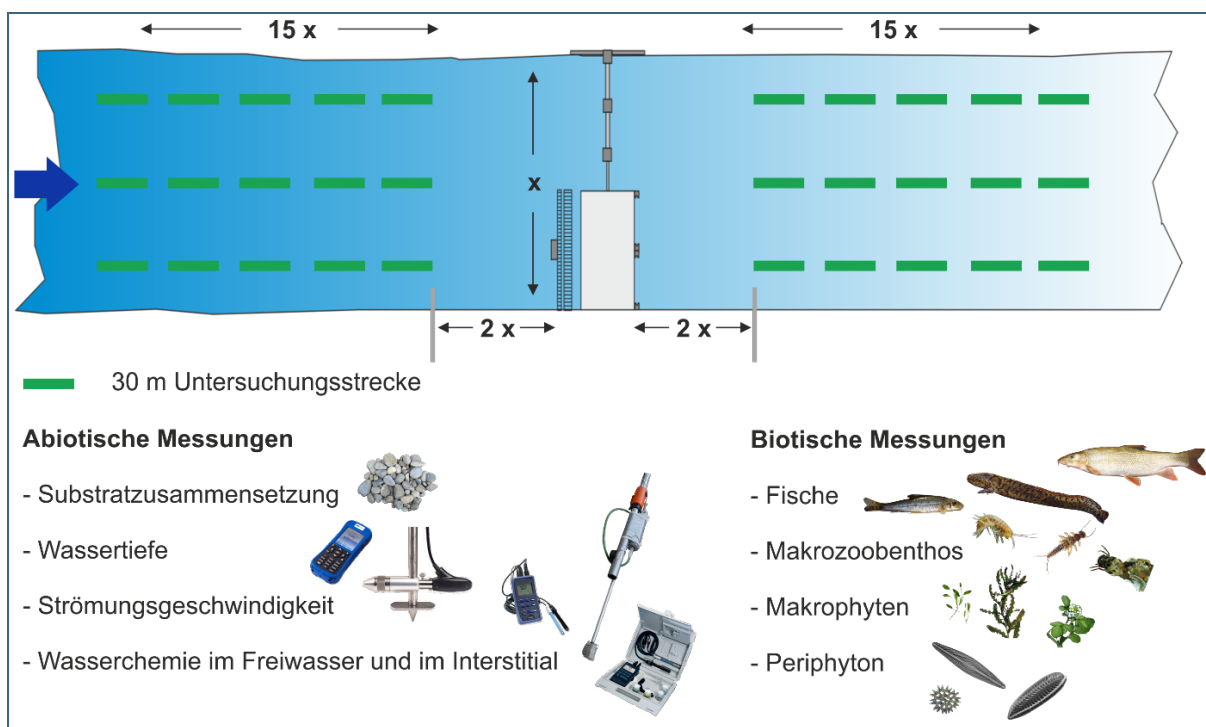 15 x
15 x
x
2 x
2 x
30 m Untersuchungsstrecke
Abiotische Messungen
- Substratzusammensetzung
- Wassertiefe
- Strömungsgeschwindigkeit
- Wasserchemie im Freiwasser und im Interstitial
Biotische Messungen
- Fische
- Makrozoobenthos
- Makrophyten
- Periphyton